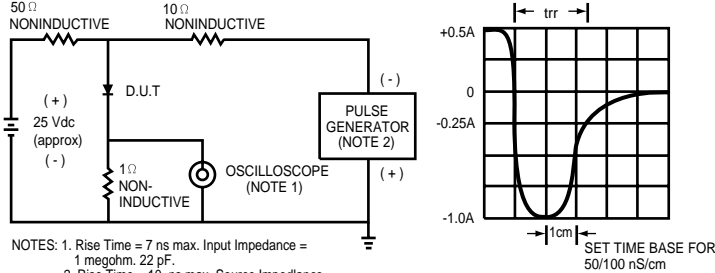 50 Ω
NONINDUCTIVE
10 Ω
NONINDUCTIVE
( + )
25 Vdc
(approx)
( - )
D.U.T
1 Ω
NON-
INDUCTIVE
OSCILLOSCOPE
(NOTE 1)
( - )
PULSE
GENERATOR
(NOTE 2)
( + )
NOTES: 1. Rise Time = 7 ns max. Input Impedance =
1 megohm. 22 pF.
trr
+0.5A
0
-0.25A
-1.0A
1cm
SET TIME BASE FOR
50/100 nS/cm